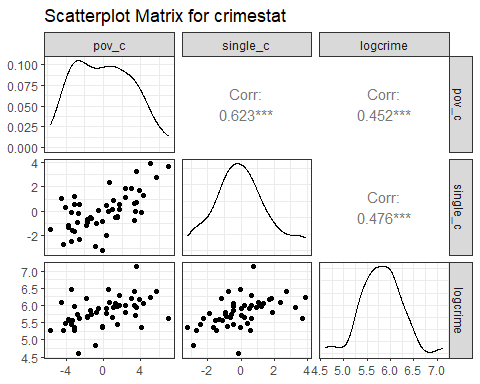 Scatterplot Matrix for crimestat
pov_c single_c logcrime
0.100
0.075
0.050
0.025
0.000
Corr:
0.623***
Corr:
0.452***
pov_c
4
2
0
-2
Corr:
0.476***
single_c
7.0
6.5
6.0
5.5
5.0
4.5
logcrime
-4 0 4 -2 0 2 4 4.5 5.0 5.5 6.0 6.5 7.0